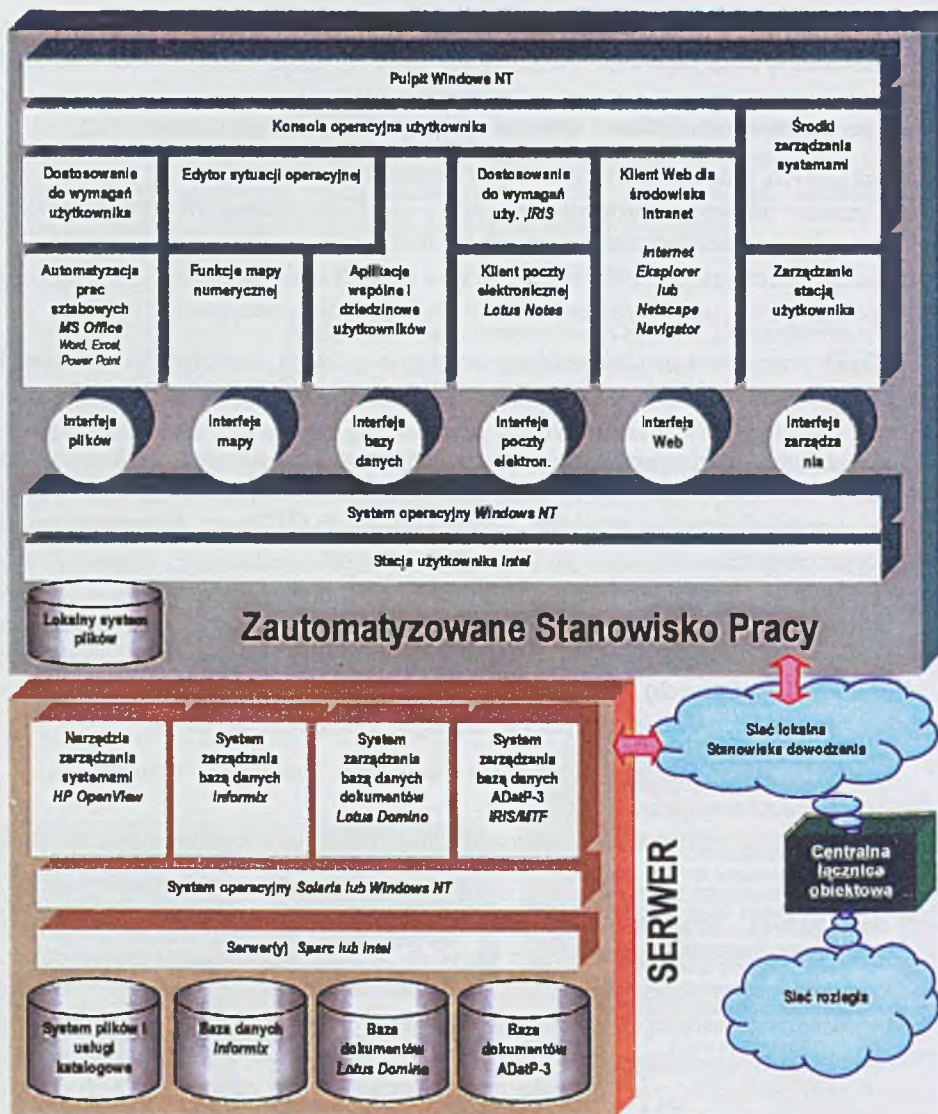 Pulpit Windows NT
Konsola operacyjna użytkownika
Środki
zarządzania
systemami
Dostosowania
do wymagań
użytkownika
Edytor sytuacji operacyjnej
Dostosowania
do wymagań
uży. ,IRIS
Klient Web dla
środowiska
Intranet
Internet
Eksplorer
lub
Netscape
Navigator
Automatyzacja
prac
sztabowych
MS Office
Word, Excel,
Power Point
Funkcje mapy
numerycznej
Aplikacje
wspólne i
dziedzinowe
użytkowników
Klient poczty
elektronicznej
Lotus Notes
Zarządzanie
stacją
użytkownika
Interfejs
plików
Interfejs
mapy
Interfejs
bazy
danych
Interfejs
poczty
elektron.
Interfejs
Web
Interfejs
zarządza
nia
System operacyjny Windows NT
Stacja użytkownika Intel
Lokalny system
plików
Zautomatyzowane Stanowisko Pracy
Narzędzia
zarządzania
systemami
HP OpenView
System
zarządzania
bazą danych
Informix
System
zarządzania
bazą danych
dokumentów
Lotus Domino
System
zarządzania
bazą danych
ADatP-3
IRIS/MTF
System operacyjny Solaris lub Windows NT
Serwer(y) Sparc lub Intel
System plików i
usługi
katalogowe
Baza danych
Informix
Baza
dokumentów
Lotus Domino
Baza
dokumentów
ADatP-3
SERWER
Sieć lokalna
Stanowiska dowodzenia
Centralna
łącznica
obiektowa
Sieć rozległa